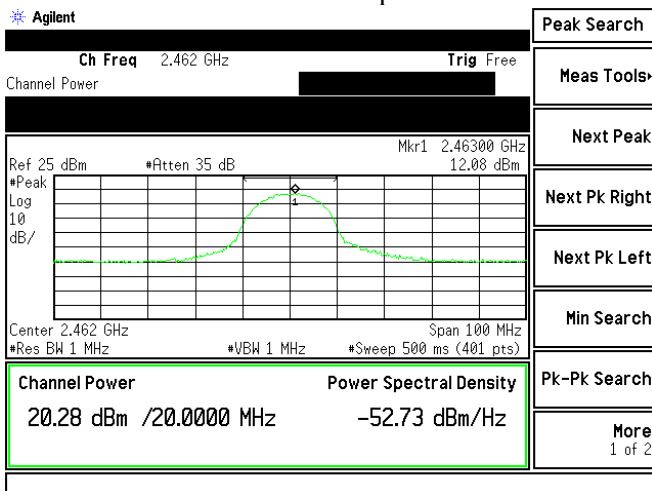 Agilent
Peak Search
Ch Freq 2.462 GHz Trig Free
Channel Power
Meas Tools
Mkr1 2.46300 GHz
Next Peak
Ref 25 dBm #Atten 35 dB 12.08 dBm
#Peak
Log
10
dB/
1
Next Pk Right
Next Pk Left
Min Search
Center 2.462 GHz Span 100 MHz
#Res BW 1 MHz #VBW 1 MHz #Sweep 500 ms (401 pts)
Channel Power Power Spectral Density
Pk-Pk Search
20.28 dBm /20.0000 MHz -52.73 dBm/Hz
More
1 of 2